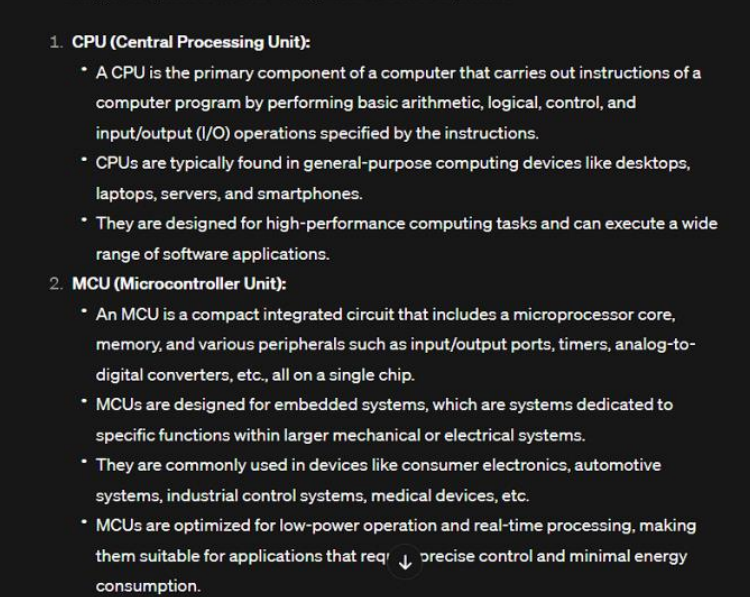 1. CPU (Central Processing Unit):
• A CPU is the primary component of a computer that carries out instructions of a
computer program by performing basic arithmetic, logical, control, and
input/output (I/O) operations specified by the instructions.
• CPUs are typically found in general-purpose computing devices like desktops,
laptops, servers, and smartphones.
• They are designed for high-performance computing tasks and can execute a wide
range of software applications.
2. MCU (Microcontroller Unit):
• An MCU is a compact integrated circuit that includes a microprocessor core,
memory, and various peripherals such as input/output ports, timers, analog-to-
digital converters, etc., all on a single chip.
• MCUs are designed for embedded systems, which are systems dedicated to
specific functions within larger mechanical or electrical systems.
• They are commonly used in devices like consumer electronics, automotive
systems, industrial control systems, medical devices, etc.
• MCUs are optimized for low-power operation and real-time processing, making
them suitable for applications that precise control and minimal energy
consumption.